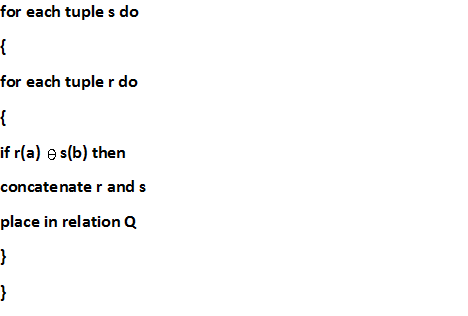 for each tuple s do
{
for each tuple r do
{
if r(a) θ s(b) then
concatenate r and s
place in relation Q
}
}